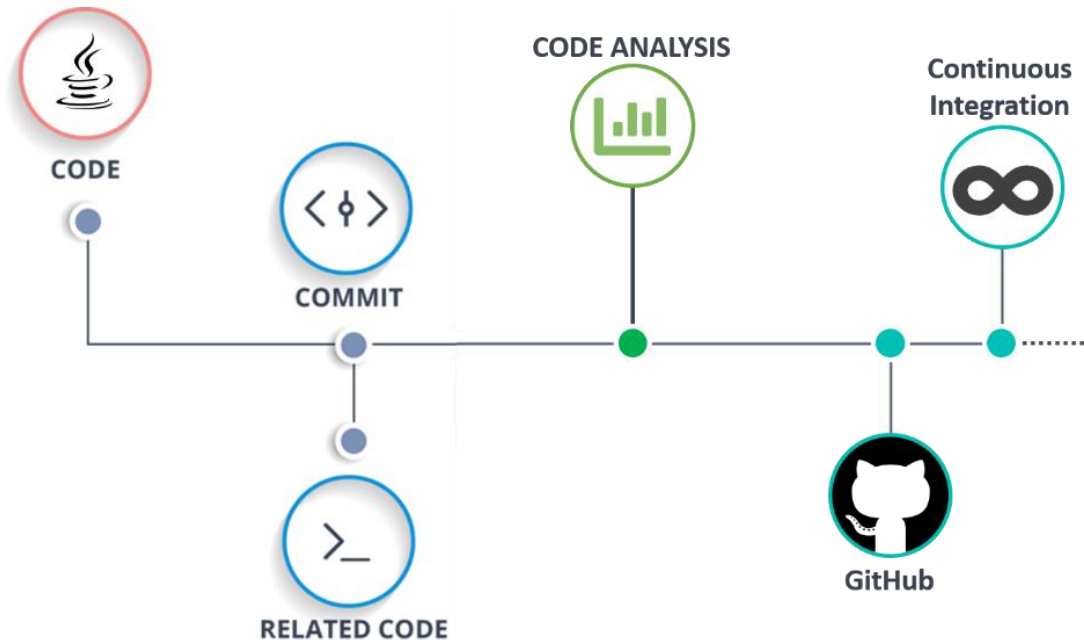 CODE
COMMIT
RELATED CODE
CODE ANALYSIS
GitHub
Continuous
Integration